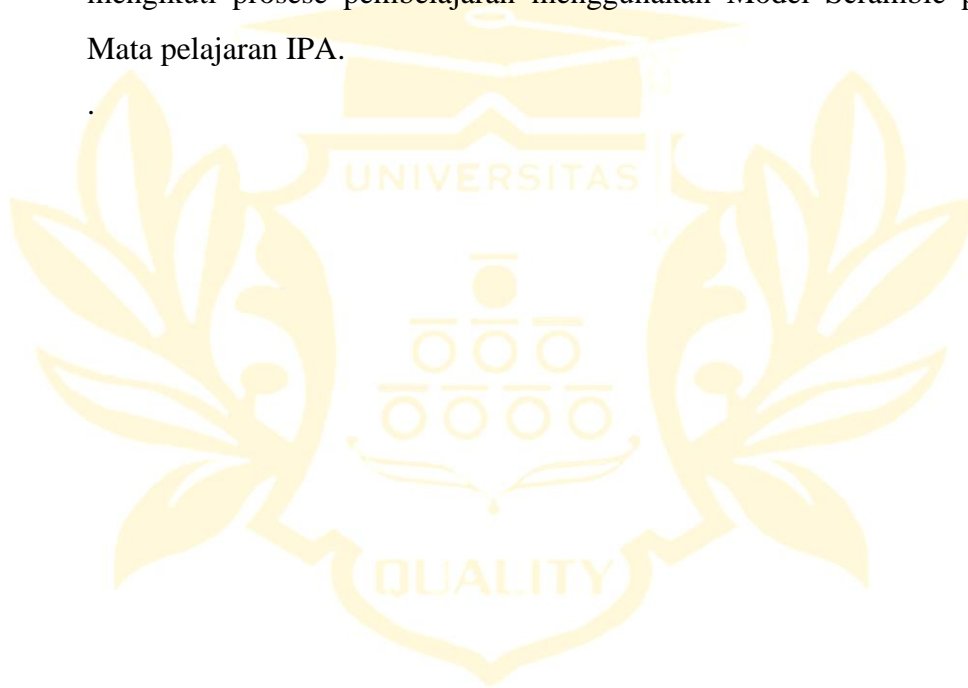 mengikuti prosese pembelajaran menggunakan Model Scramble p
Mata pelajaran IPA.
.
UNIVERSITAS
QUALITY